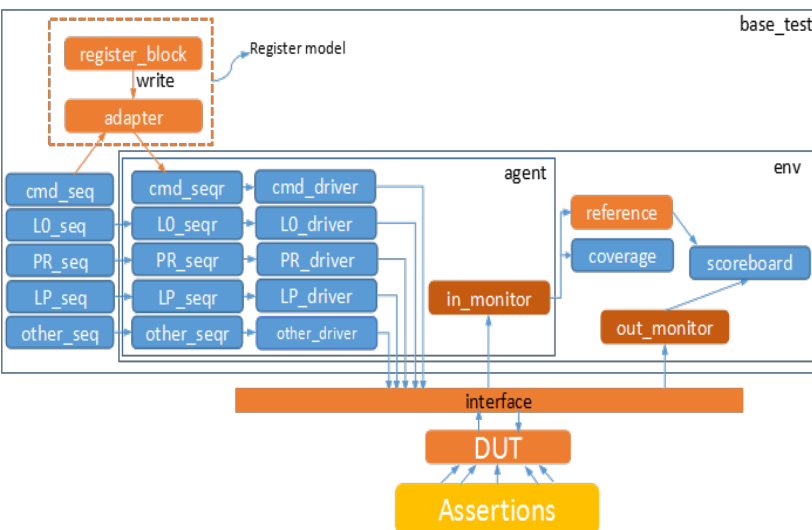 base_test
register_block
Register model
write
adapter
agent
env
cmd_seq
cmd_seqr
cmd_driver
L0_seq
L0_seqr
L0_driver
PR_seq
PR_seqr
PR_driver
LP_seq
LP_seqr
LP_driver
other_seq
other_seqr
other_driver
in_monitor
reference
coverage
scoreboard
out_monitor
interface
DUT
Assertions